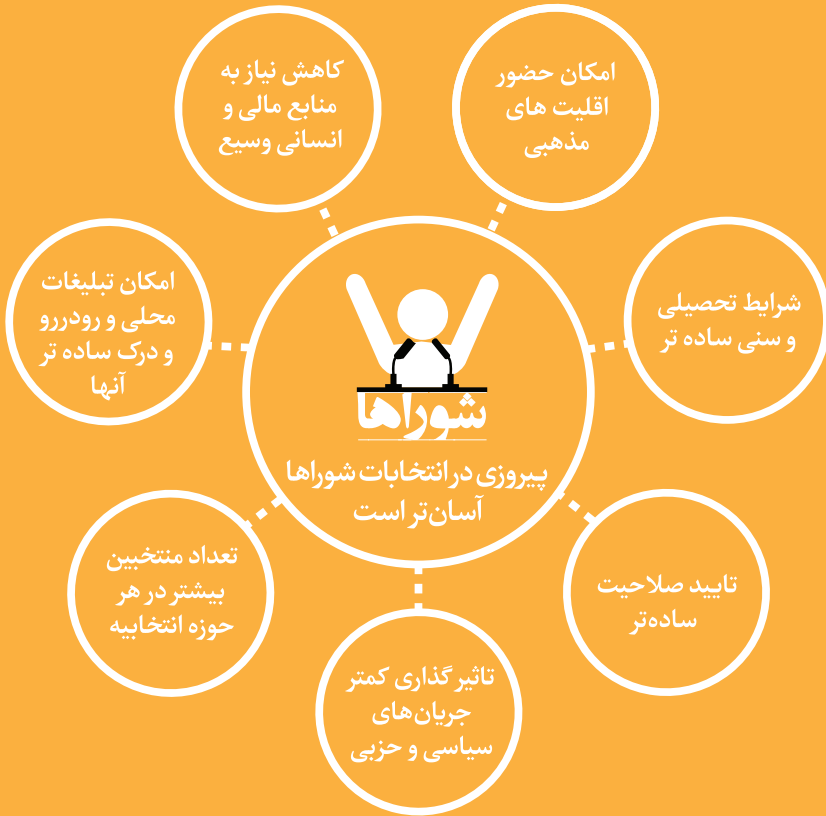 شوراها
پیروزی در انتخابات شوراها
آسان‌تر است
امکان حضور
اقلیت های
مذهبی
شرایط تحصیلی
و سنی ساده تر
تایید صلاحیت
ساده‌تر
تاثیر گذاری کمتر
جریان‌های
سیاسی و حزبی
تعداد منتخبین
بیشتر در هر
حوزه انتخابیه
امکان تبلیغات
محلی و رودررو
و درک ساده تر
آنها
کاهش نیاز به
منابع مالی و
انسانی وسیع